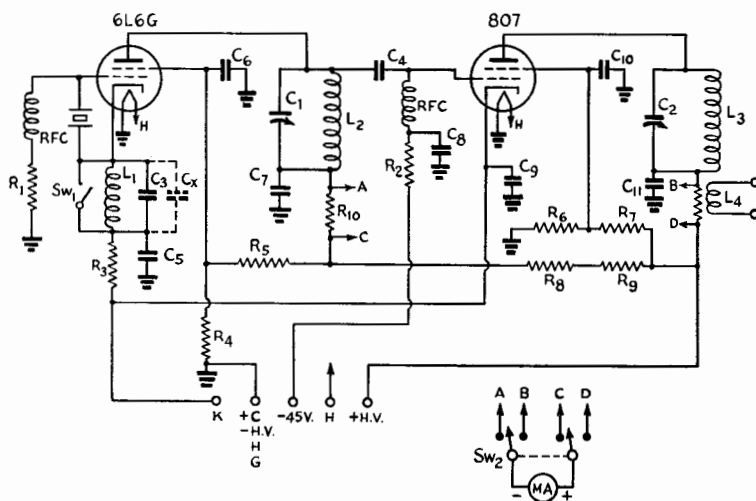 6L6G
807
C6
C10
C4
H
C1
L2
RFC
H
C2
L3
RFC
L1
C8
Sw1
C3
Cx
C7
A
R2
C9
C11
B
L4
R1
R10
R6
R7
D
C
C5
R3
R5
R8
R9
R4
A B C D
K
+C
-H.V.
H
G
-45V.
H
+H.V.
Sw2
- MA +